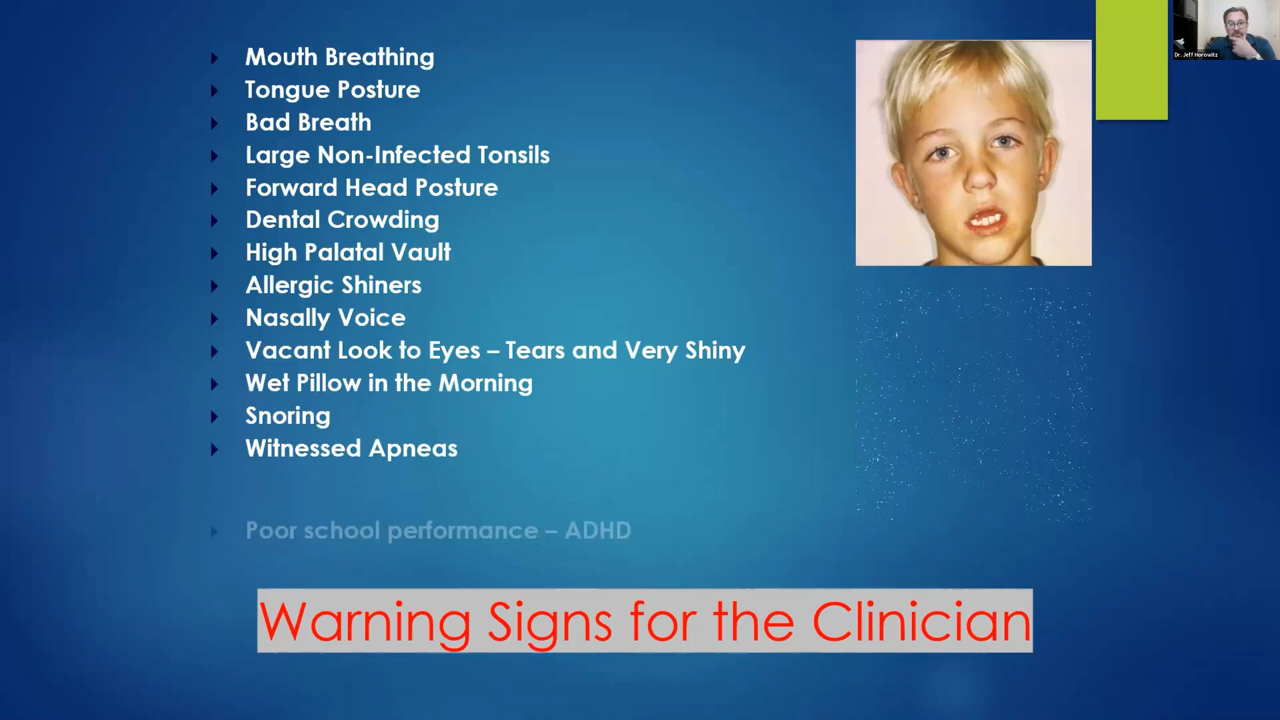 Mouth Breathing
Tongue Posture
Bad Breath
Large Non-Infected Tonsils
Forward Head Posture
Dental Crowding
High Palatal Vault
Allergic Shiners
Nasally Voice
Vacant Look to Eyes – Tears and Very Shiny
Wet Pillow in the Morning
Snoring
Witnessed Apneas
Poor school performance – ADHD
Warning Signs for the Clinician
Dr. Jeff Horowitz